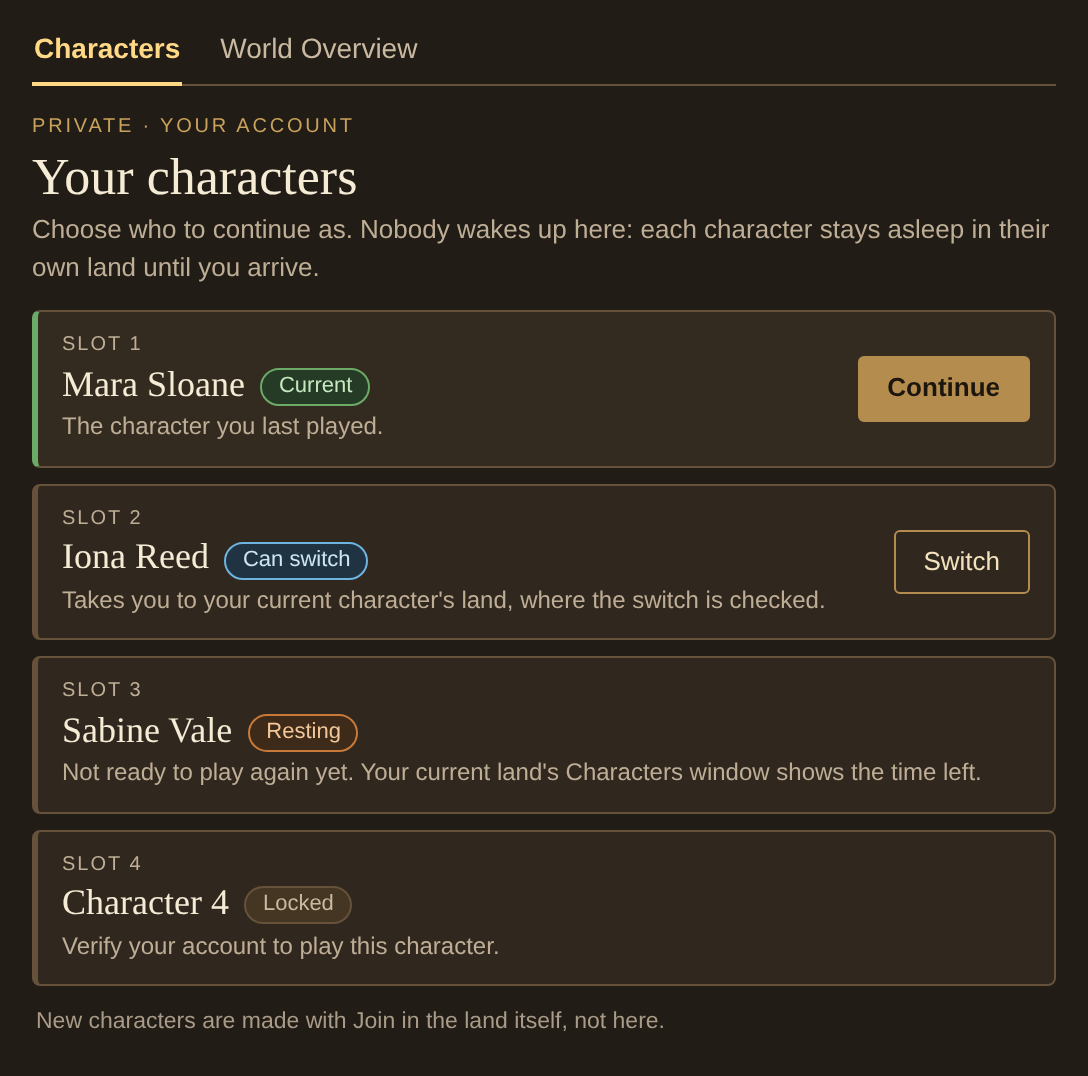 Characters
World Overview
PRIVATE · YOUR ACCOUNT
Your characters
Choose who to continue as. Nobody wakes up here: each character stays asleep in their
own land until you arrive.
SLOT 1
Mara Sloane
Current
The character you last played.
Continue
SLOT 2
Iona Reed
Can switch
Takes you to your current character's land, where the switch is checked.
Switch
SLOT 3
Sabine Vale
Resting
Not ready to play again yet. Your current land's Characters window shows the time left.
SLOT 4
Character 4
Locked
Verify your account to play this character.
New characters are made with Join in the land itself, not here.